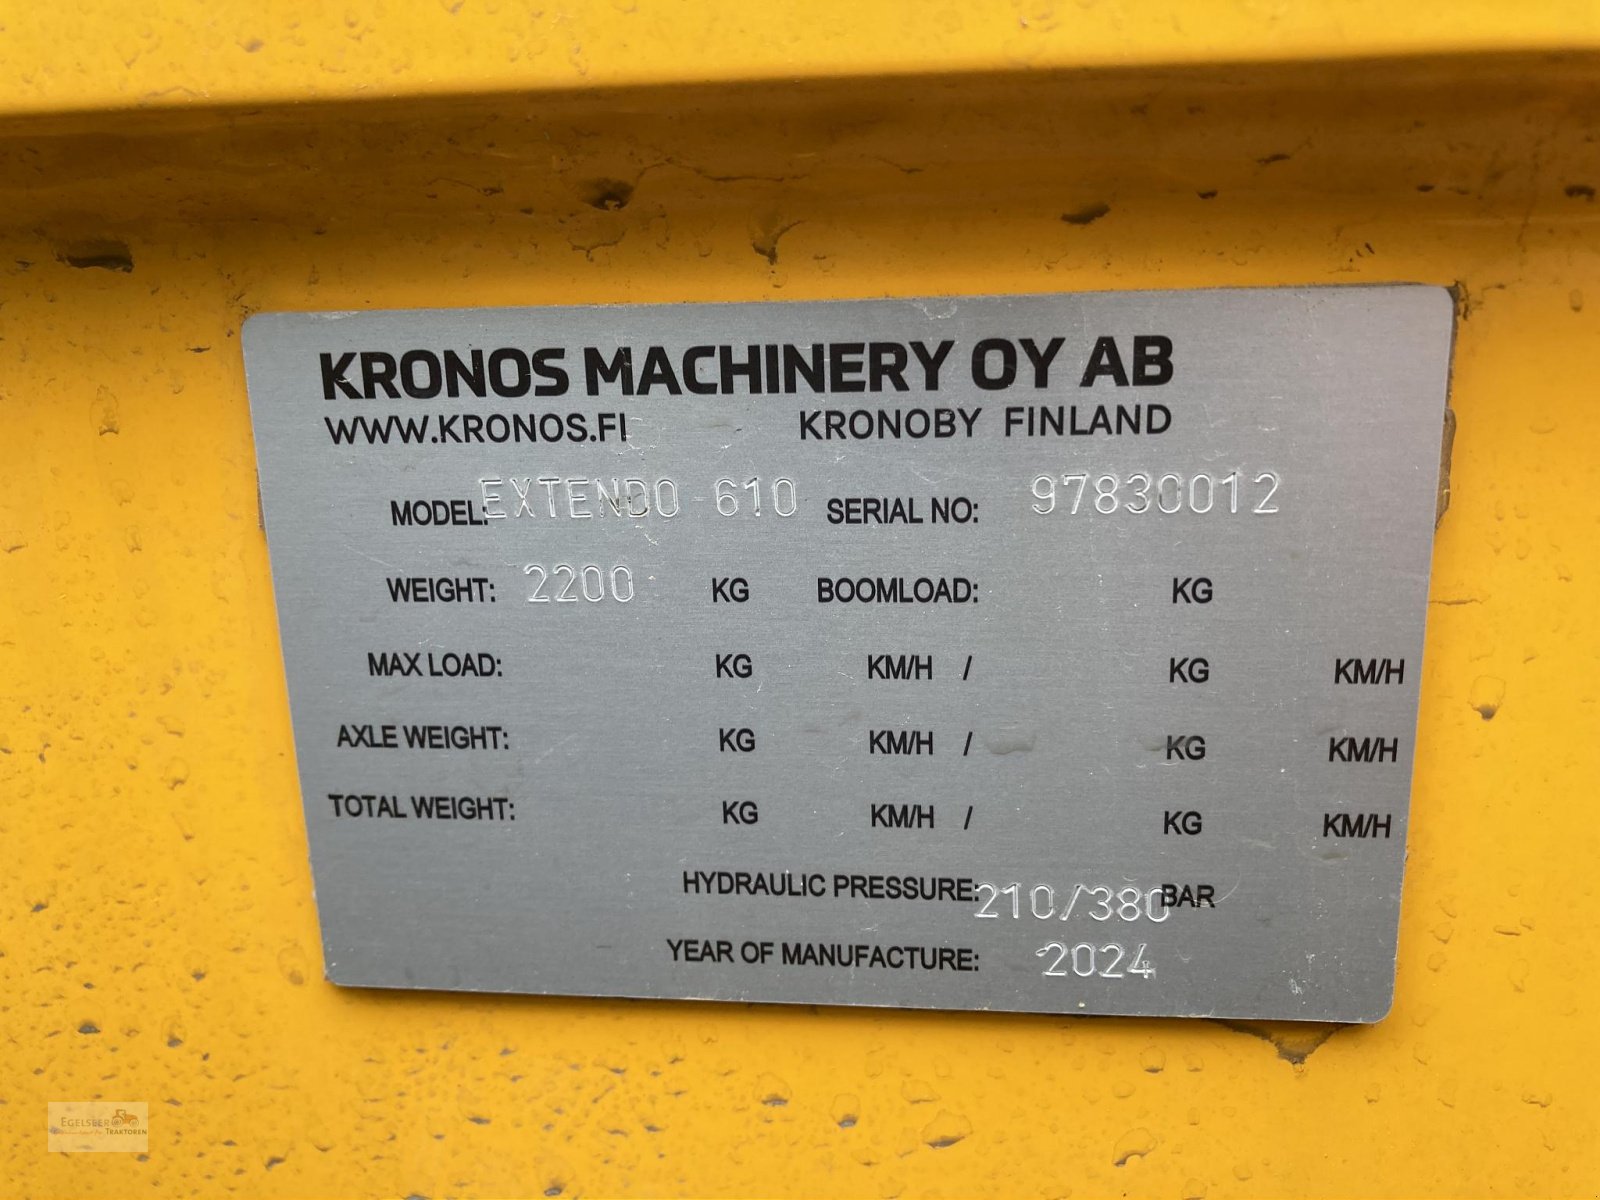 KRONOS MACHINERY OY AB
WWW.KRONOS.FI KRONOBY FINLAND
MODEL: EXTENDO 610 SERIAL NO: 97830012
WEIGHT: 2200 KG BOOMLOAD: KG
MAX LOAD: KG KM/H / KG KM/H
AXLE WEIGHT: KG KM/H / KG KM/H
TOTAL WEIGHT: KG KM/H / KG KM/H
HYDRAULIC PRESSURE: 210/380 BAR
YEAR OF MANUFACTURE: 2024
EGELSEER
TRAKTOREN